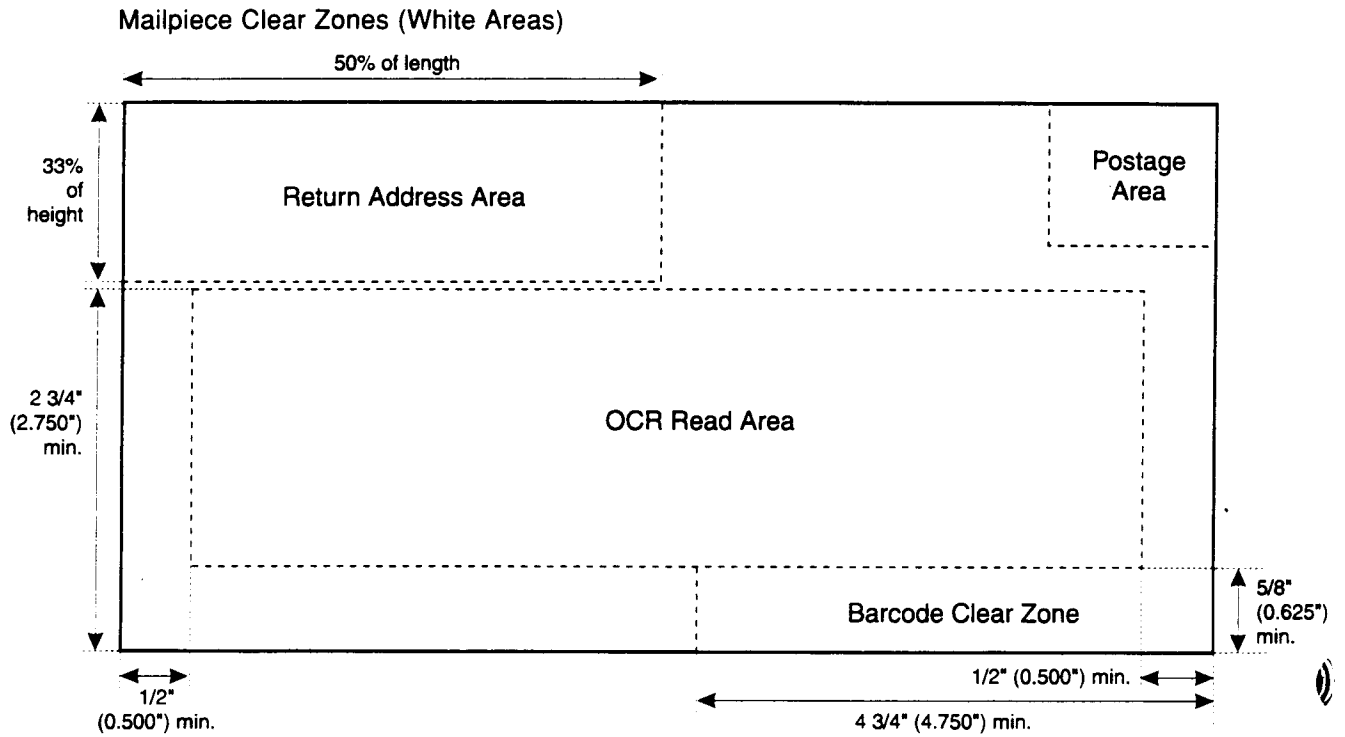 Mailpiece Clear Zones (White Areas)
50% of length
33%
of
height
Return Address Area
Postage
Area
2 3/4"
(2.750")
min.
OCR Read Area
Barcode Clear Zone
5/8"
(0.625")
min.
1/2"
(0.500") min.
1/2" (0.500") min.
4 3/4" (4.750") min.